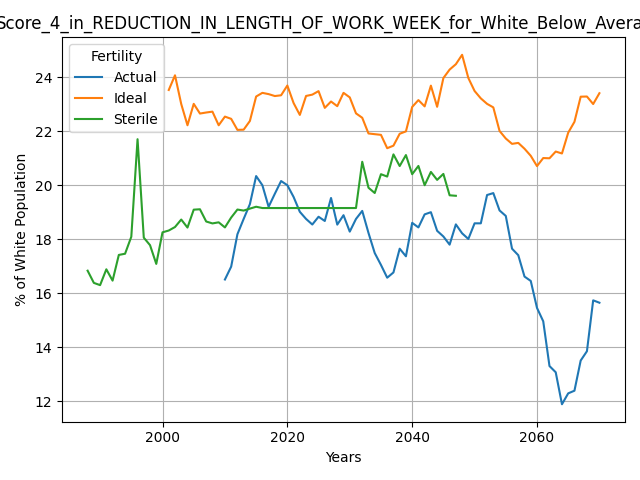 Score_4_in_REDUCTION_IN_LENGTH_OF_WORK_WEEK_for_White_Below_Avera
Fertility
Actual
Ideal
Sterile
% of White Population
24
22
20
18
16
14
12
2000 2020 2040 2060
Years